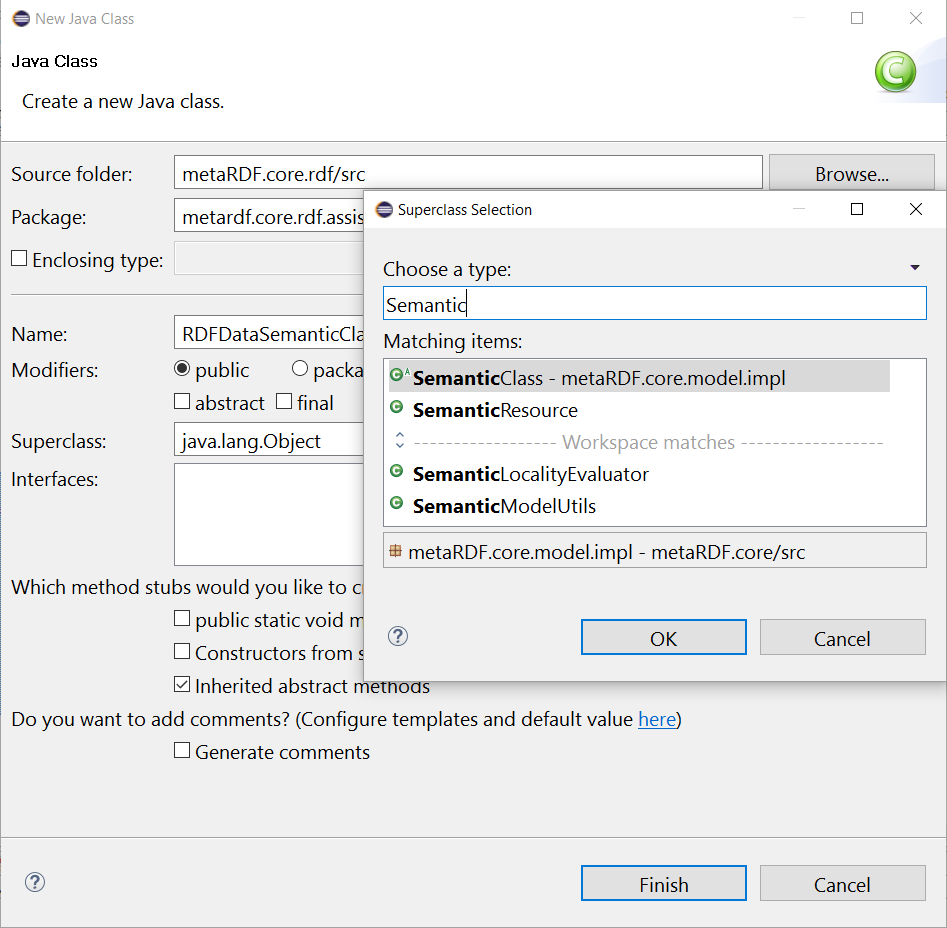 New Java Class
Java Class
Create a new Java class.
Source folder: metaRDF.core.rdf/src Browse...
Package: metardf.core.rdf.assis
Enclosing type:
Name: RDFDataSemanticCla
Modifiers: public packa
abstract final
Superclass: java.lang.Object
Interfaces:
Which method stubs would you like to c
public static void m
Constructors from s
Inherited abstract methods
Do you want to add comments? (Configure templates and default value here)
Generate comments
Finish Cancel
Superclass Selection
Choose a type:
Semantic
Matching items:
SemanticClass - metaRDF.core.model.impl
SemanticResource
------------------- Workspace matches -------------------
SemanticLocalityEvaluator
SemanticModelUtils
metaRDF.core.model.impl - metaRDF.core/src
OK Cancel